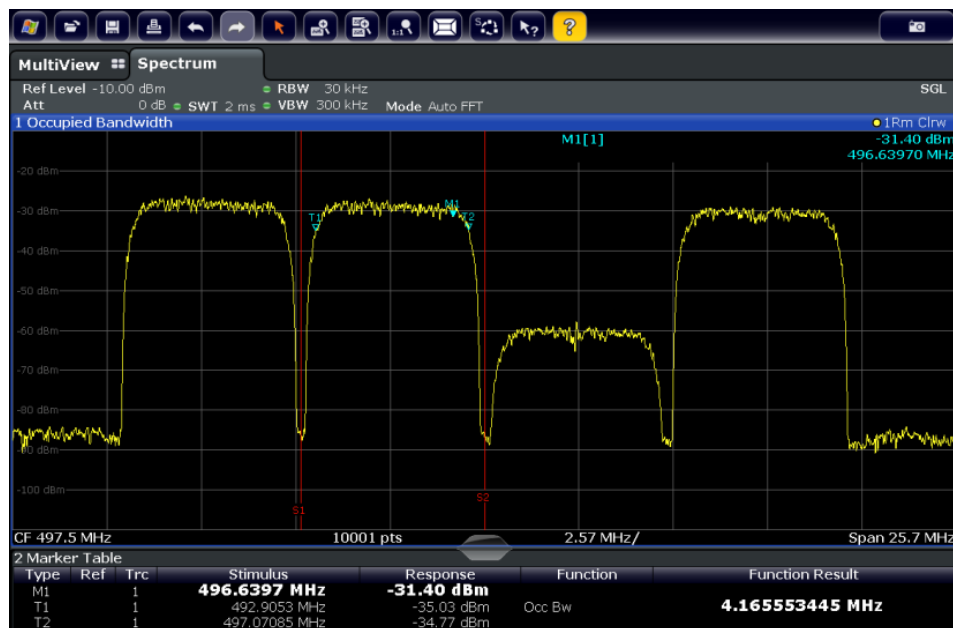 1:1
S
?
?
MultiView Spectrum
Ref Level -10.00 dBm RBW 30 kHz SGL
Att 0 dB SWT 2 ms VBW 300 kHz Mode Auto FFT
1 Occupied Bandwidth 1Rm Clrw
M1[1] -31.40 dBm
496.63970 MHz
-20 dBm
M1
-30 dBm T1 T2
-40 dBm
-50 dBm
-60 dBm
-70 dBm
-80 dBm
-90 dBm
-100 dBm S2
S1
CF 497.5 MHz 10001 pts 2.57 MHz/ Span 25.7 MHz
2 Marker Table
Type Ref Trc Stimulus Response Function Function Result
M1 1 496.6397 MHz -31.40 dBm
T1 1 492.9053 MHz -35.03 dBm Occ Bw 4.165553445 MHz
T2 1 497.07085 MHz -34.77 dBm